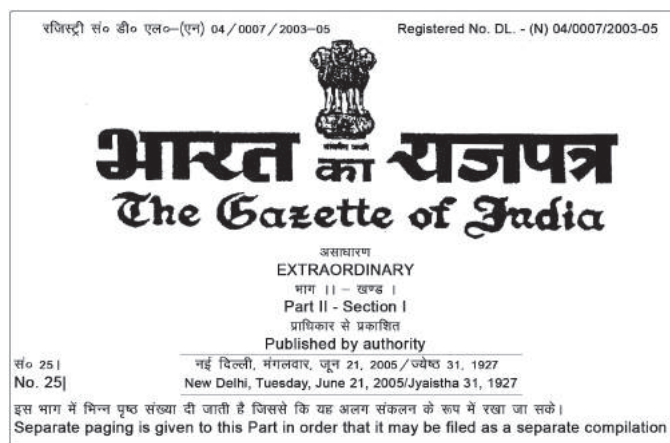 रजिस्ट्री सं० डी० एल०-(एन) 04/0007/2003-05 Registered No. DL. - (N) 04/0007/2003-05
सत्यमेव जयते
भारत का राजपत्र
The Gazette of India
असाधारण
EXTRAORDINARY
भाग ।। - खण्ड ।
Part II - Section I
प्राधिकार से प्रकाशित
Published by authority
सं० 25| नई दिल्ली, मंगलवार, जून 21, 2005/ज्येष्ठ 31, 1927
No. 25| New Delhi, Tuesday, June 21, 2005/Jyaistha 31, 1927
इस भाग में भिन्न पृष्ठ संख्या दी जाती है जिससे कि यह अलग संकलन के रूप में रखा जा सके।
Separate paging is given to this Part in order that it may be filed as a separate compilation